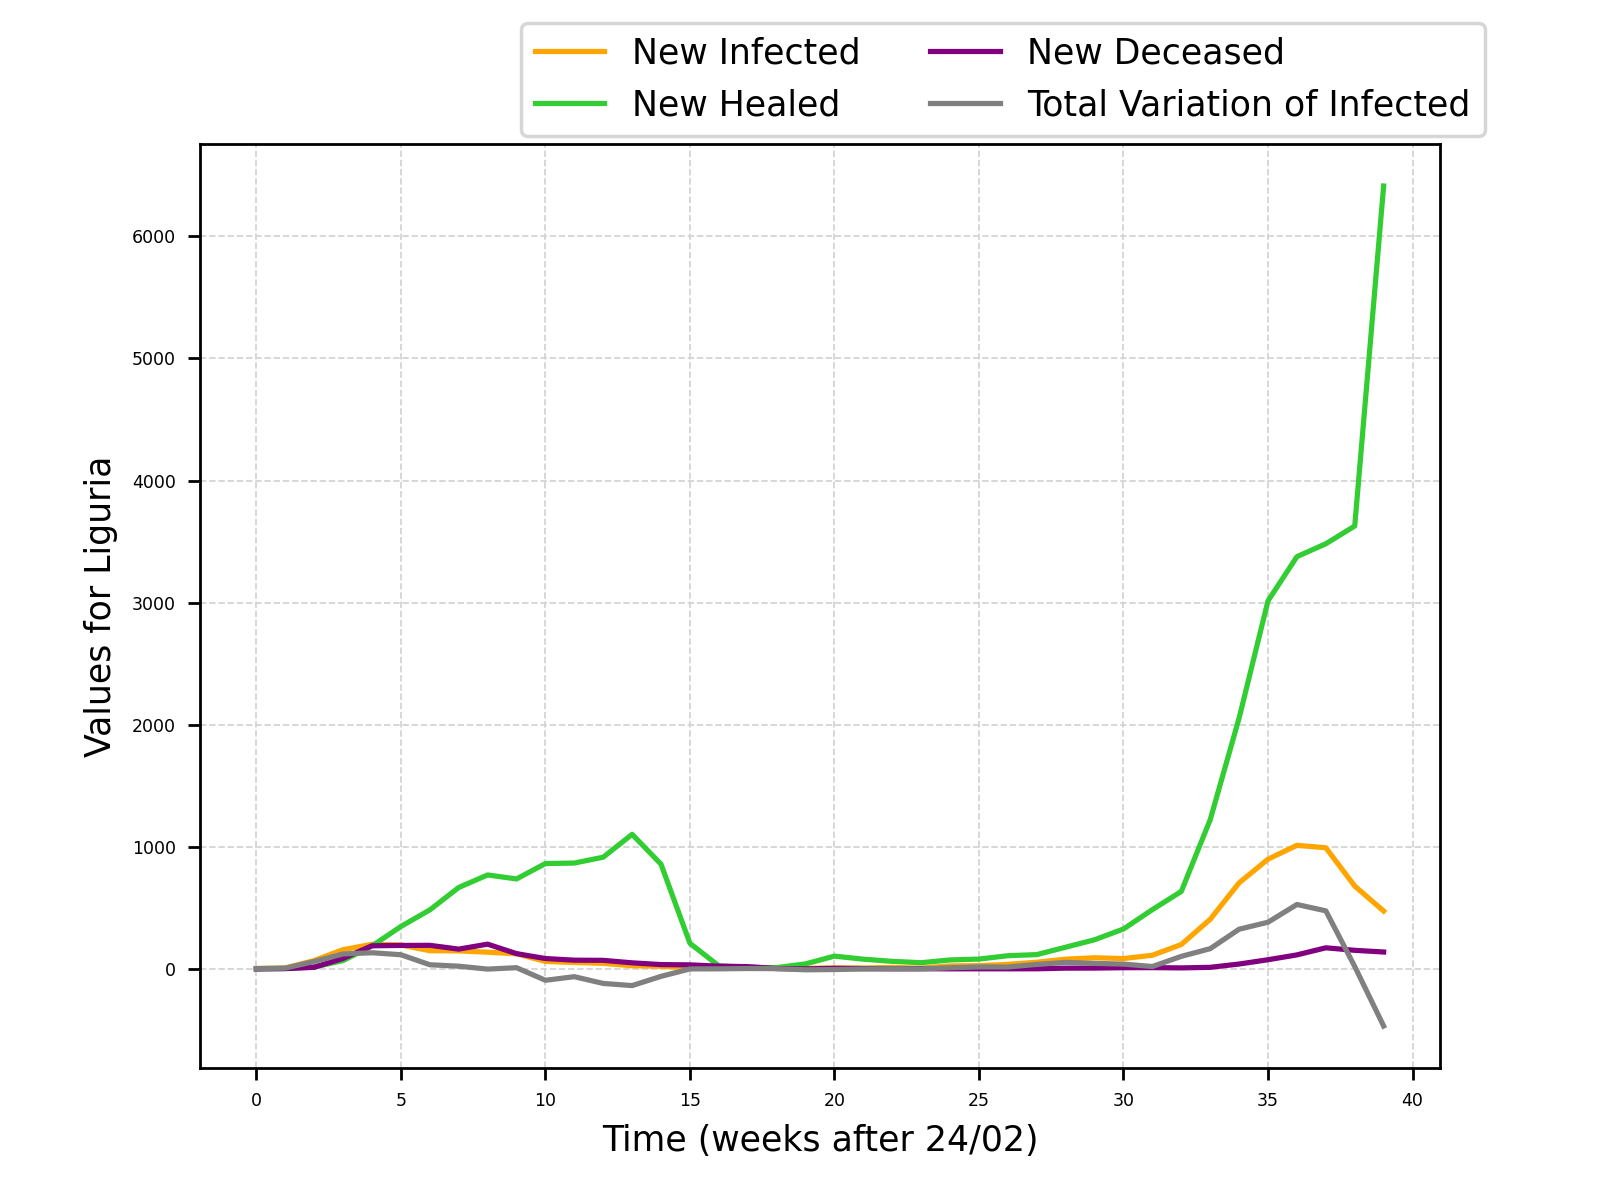 New Infected
New Healed
New Deceased
Total Variation of Infected
Values for Liguria
6000
5000
4000
3000
2000
1000
0
0 5 10 15 20 25 30 35 40
Time (weeks after 24/02)